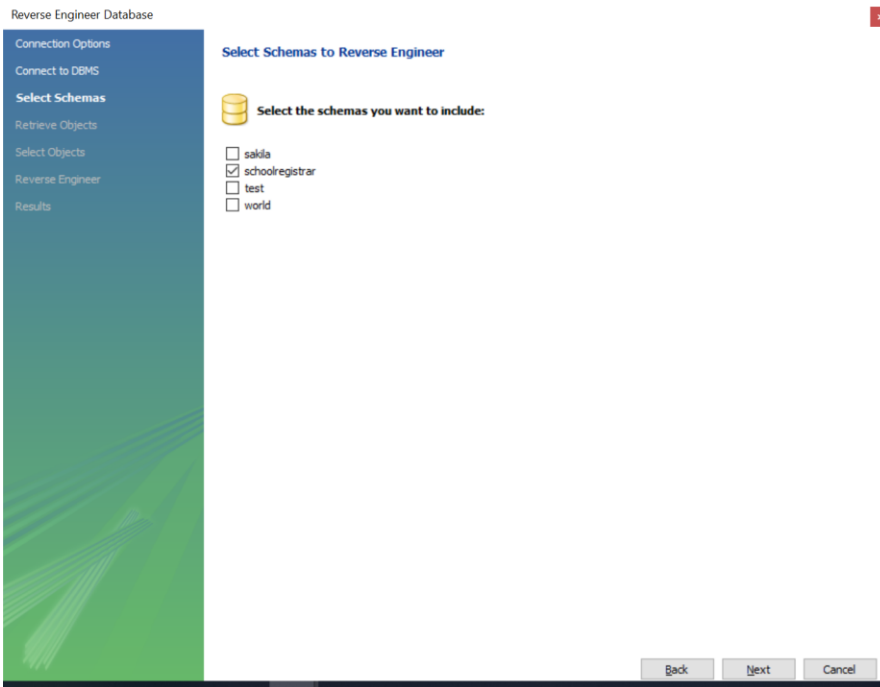 Reverse Engineer Database
Connection Options
Connect to DBMS
Select Schemas
Retrieve Objects
Select Objects
Reverse Engineer
Results
Select Schemas to Reverse Engineer
Select the schemas you want to include:
sakila
schoolregistrar
test
world
Back Next Cancel